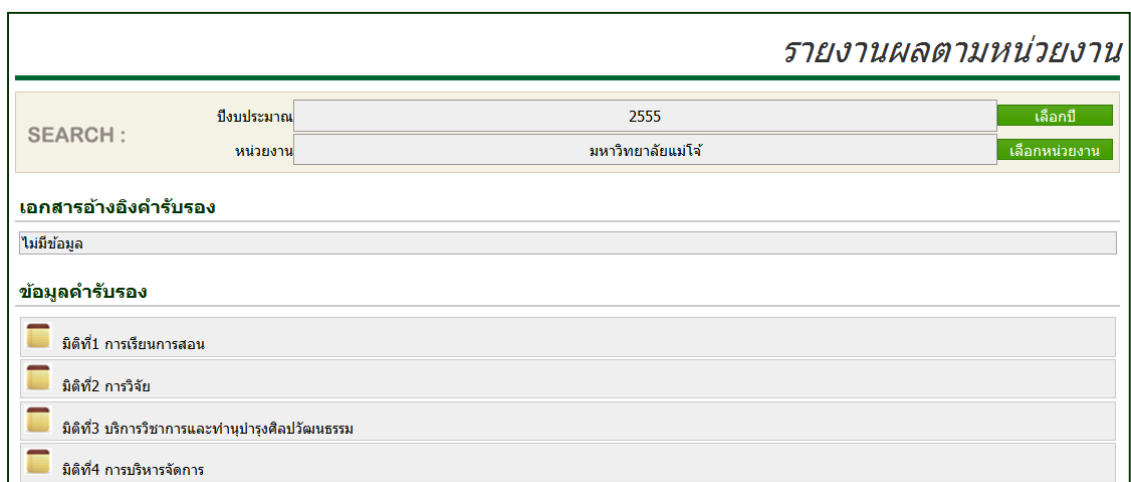 รายงานผลตามหน่วยงาน
SEARCH :
ปีงบประมาณ 2555 เลือกปี
หน่วยงาน มหาวิทยาลัยแม่โจ้ เลือกหน่วยงาน
เอกสารอ้างอิงคำรับรอง
ไม่มีข้อมูล
ข้อมูลคำรับรอง
มิติที่1 การเรียนการสอน
มิติที่2 การวิจัย
มิติที่3 บริการวิชาการและทำนุบำรุงศิลปวัฒนธรรม
มิติที่4 การบริหารจัดการ